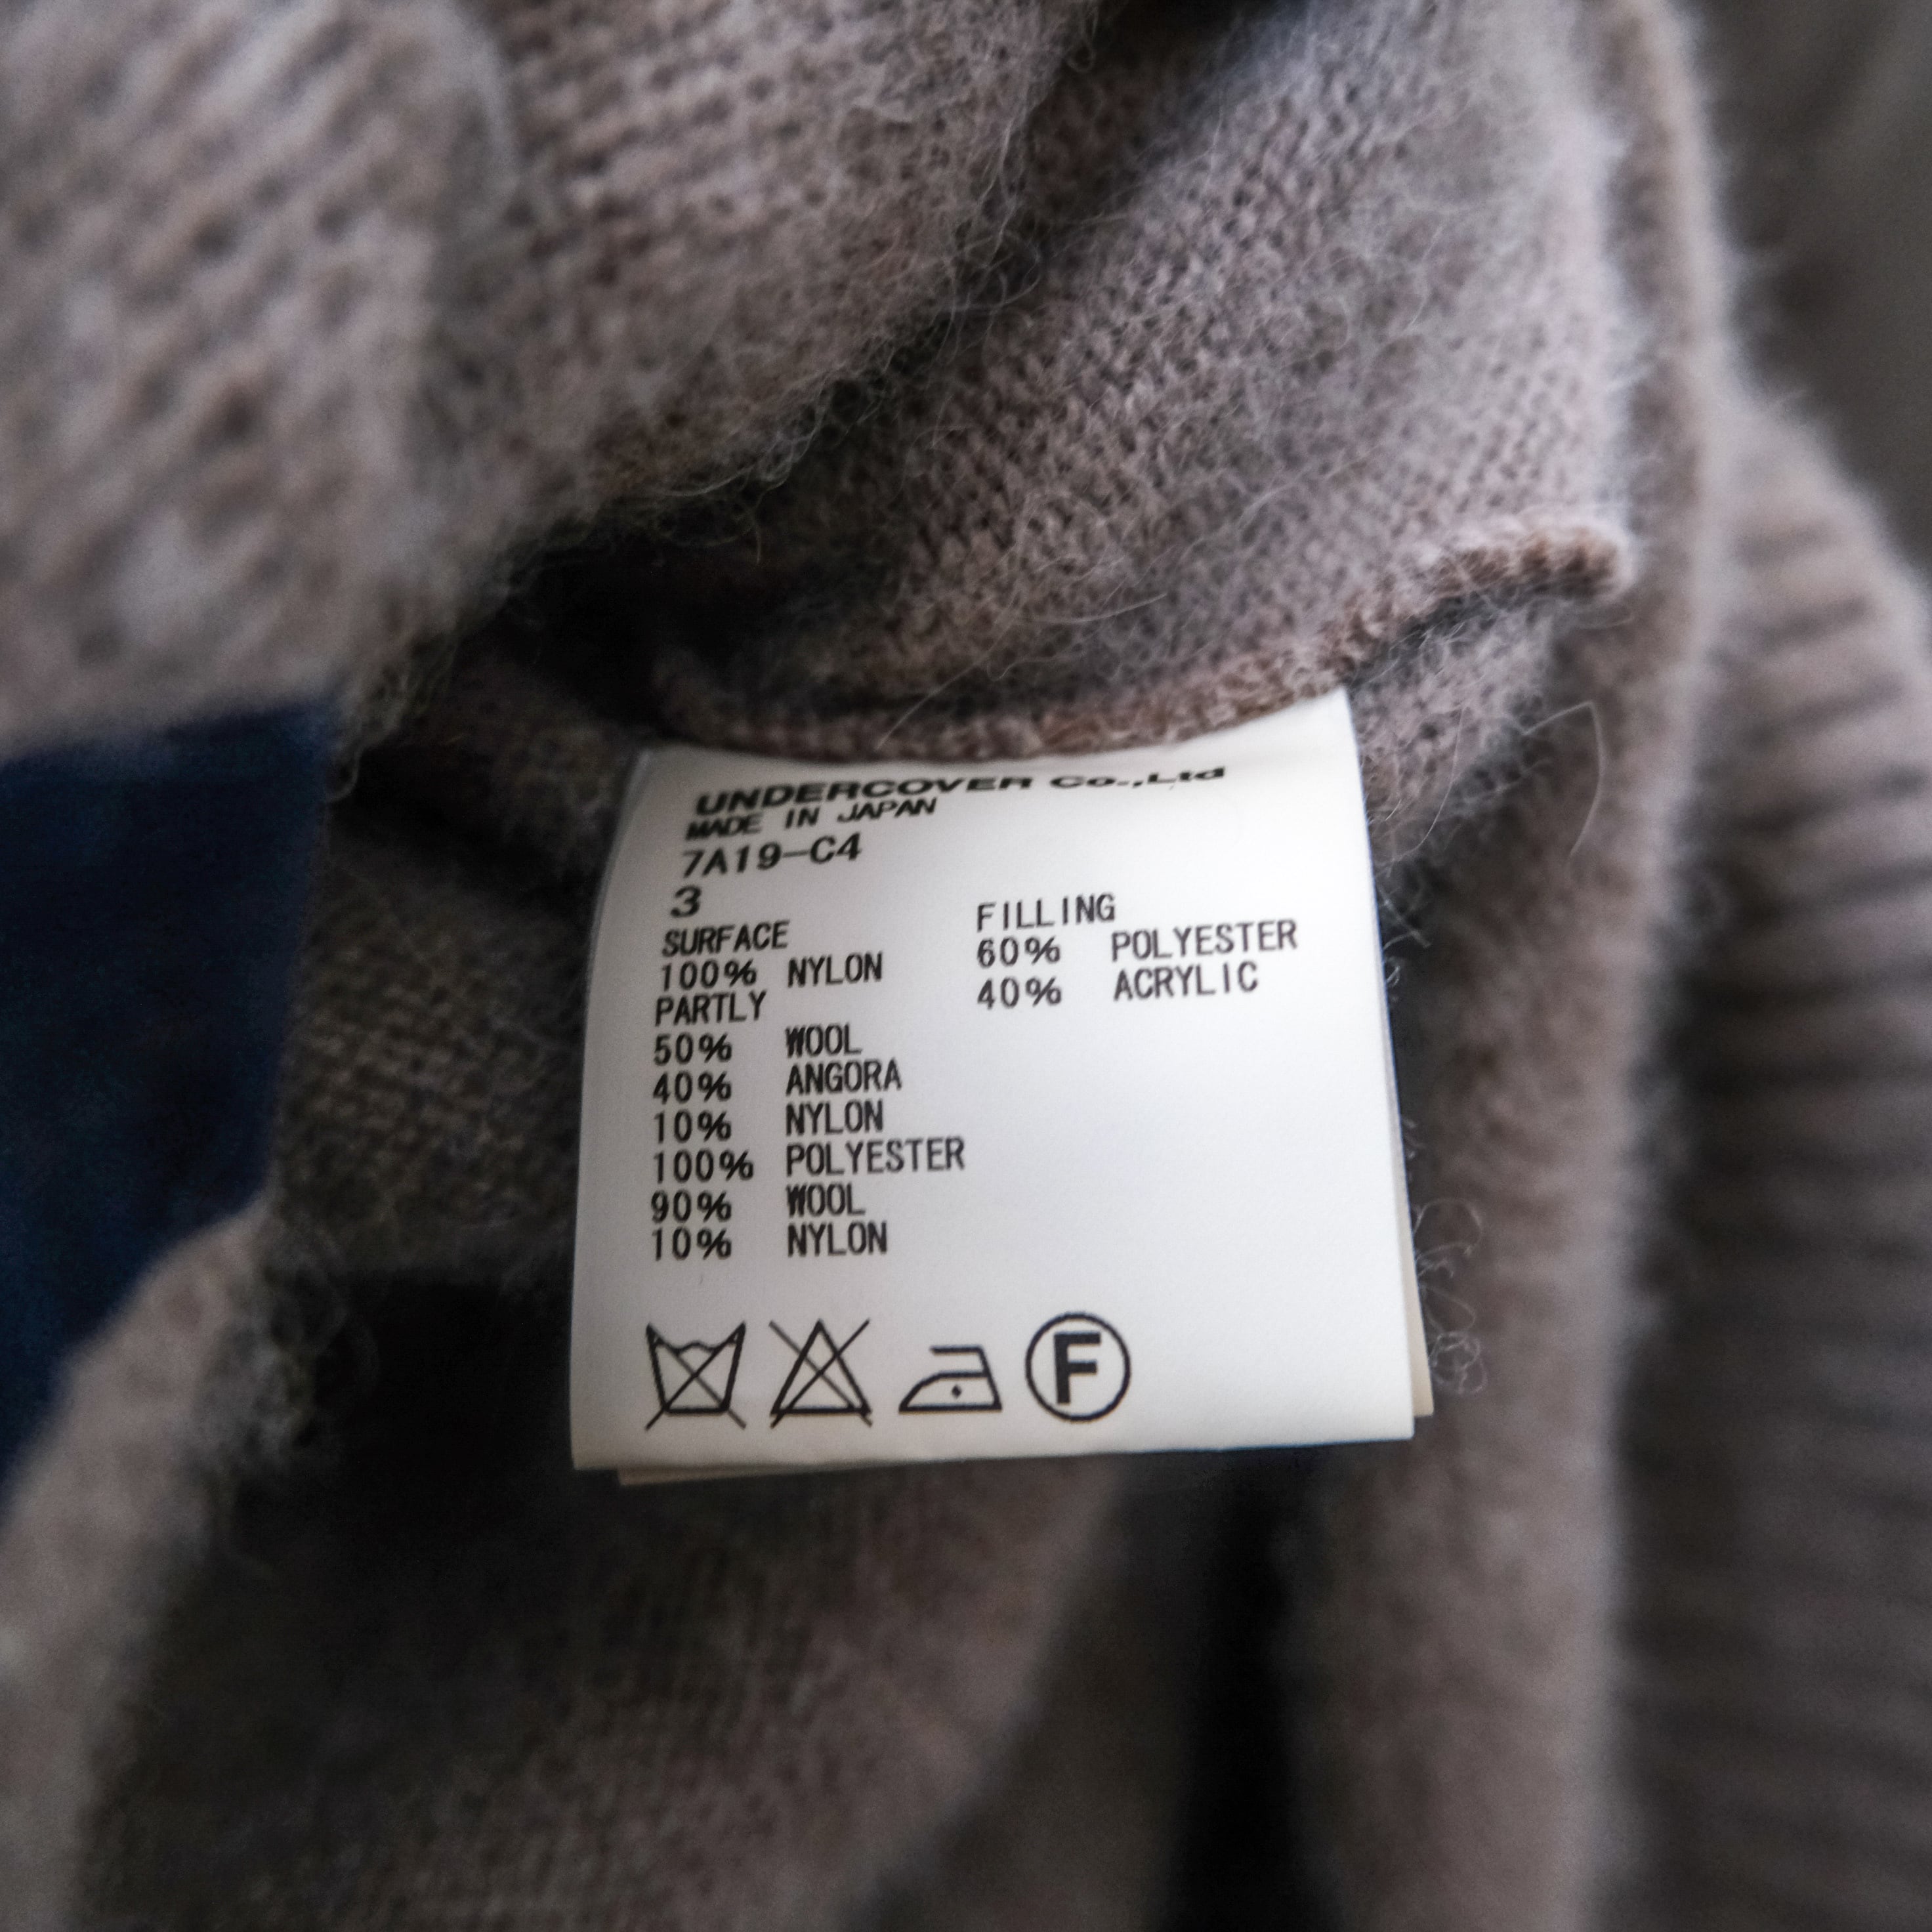 UNDERCOVER Co.,Ltd
MADE IN JAPAN
7A19-C4
3
SURFACE
100% NYLON
PARTLY
50% WOOL
40% ANGORA
10% NYLON
100% POLYESTER
90% WOOL
10% NYLON
FILLING
60% POLYESTER
40% ACRYLIC
F